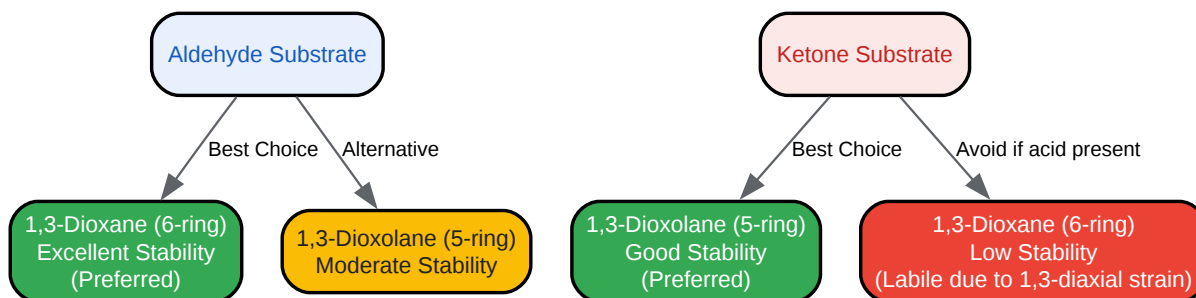 Aldehyde Substrate
Ketone Substrate
Best Choice
Alternative
Best Choice
Avoid if acid present
1,3-Dioxane (6-ring)
Excellent Stability
(Preferred)
1,3-Dioxolane (5-ring)
Moderate Stability
1,3-Dioxolane (5-ring)
Good Stability
(Preferred)
1,3-Dioxane (6-ring)
Low Stability
(Labile due to 1,3-diaxial strain)